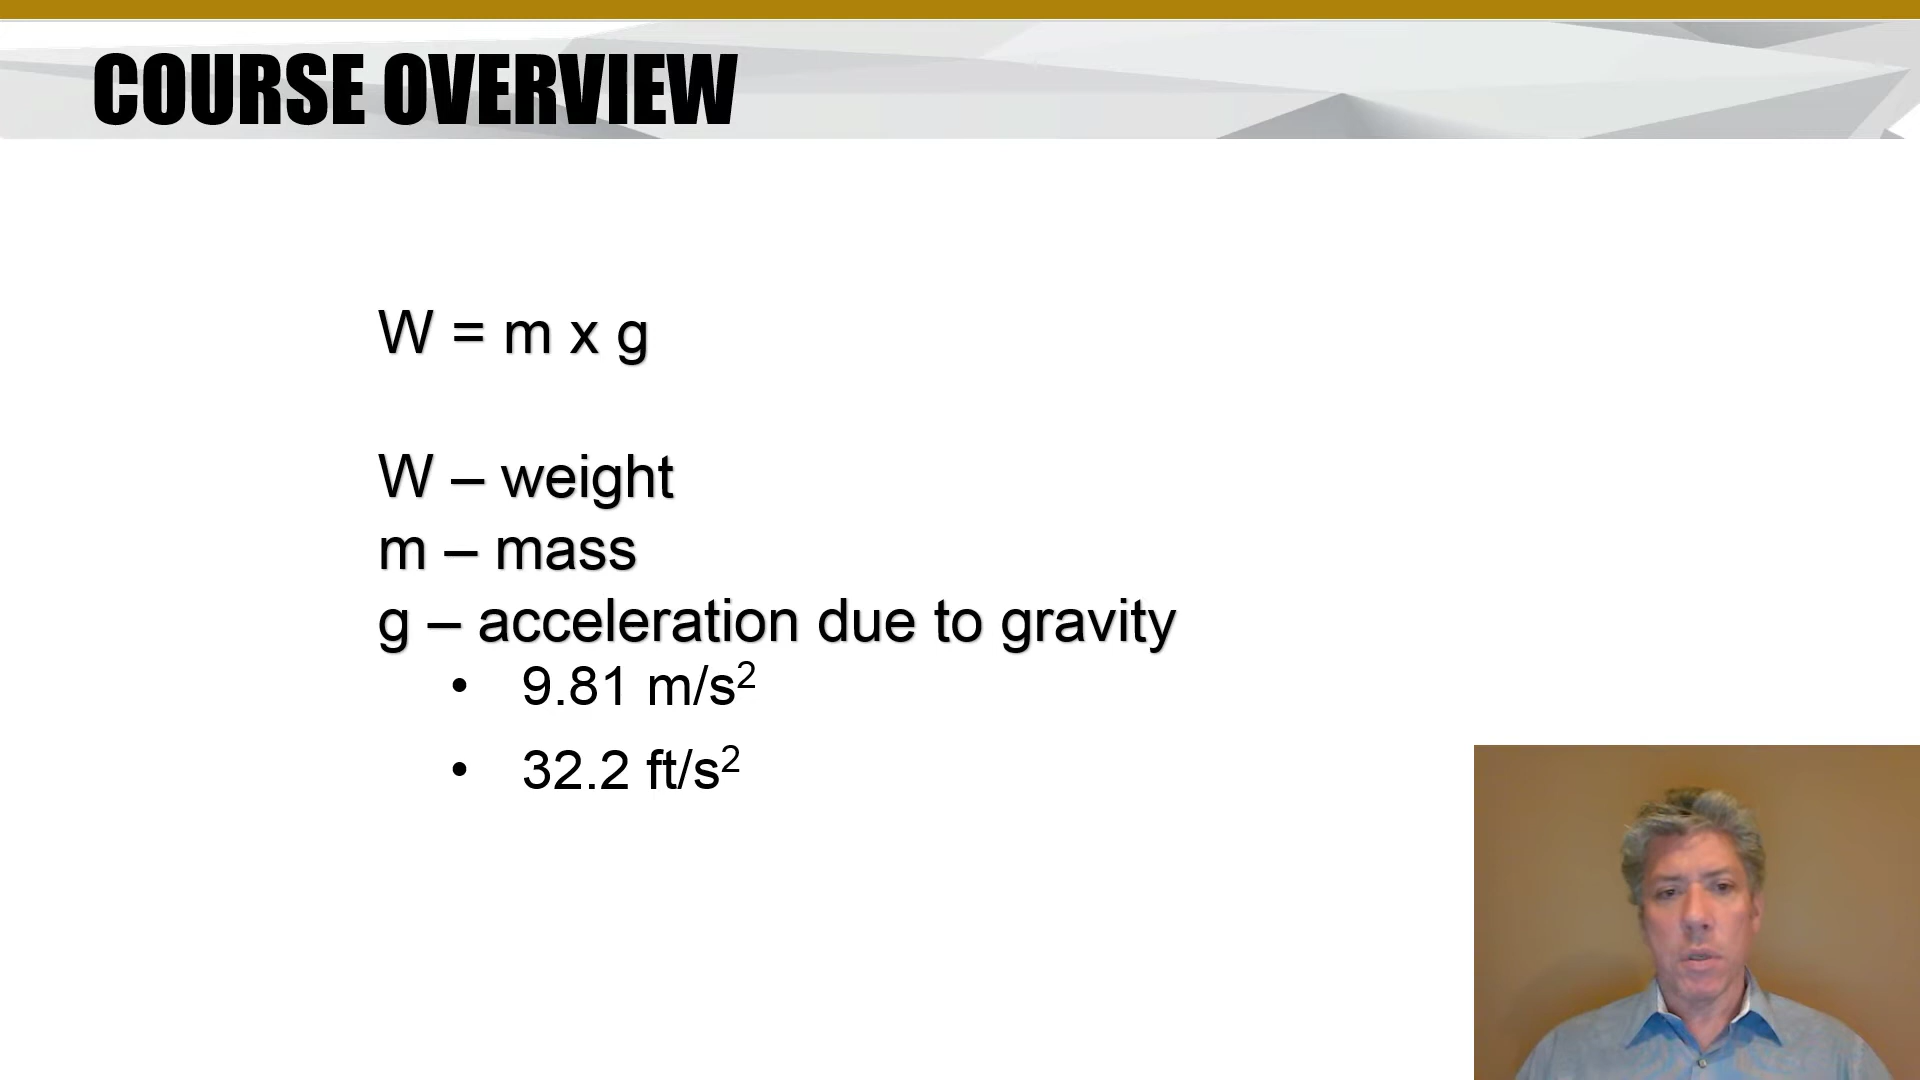 COURSE OVERVIEW
W = m x g
W – weight
m – mass
g – acceleration due to gravity
• 9.81 m/s²
• 32.2 ft/s²